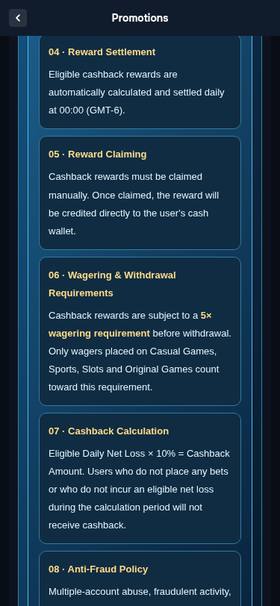 Promotions
04 · Reward Settlement
Eligible cashback rewards are
automatically calculated and settled daily
at 00:00 (GMT-6).
05 · Reward Claiming
Cashback rewards must be claimed
manually. Once claimed, the reward will
be credited directly to the user's cash
wallet.
06 · Wagering & Withdrawal
Requirements
Cashback rewards are subject to a 5×
wagering requirement before withdrawal.
Only wagers placed on Casual Games,
Sports, Slots and Original Games count
toward this requirement.
07 · Cashback Calculation
Eligible Daily Net Loss × 10% = Cashback
Amount. Users who do not place any bets
or who do not incur an eligible net loss
during the calculation period will not
receive cashback.
08 · Anti-Fraud Policy
Multiple-account abuse, fraudulent activity,